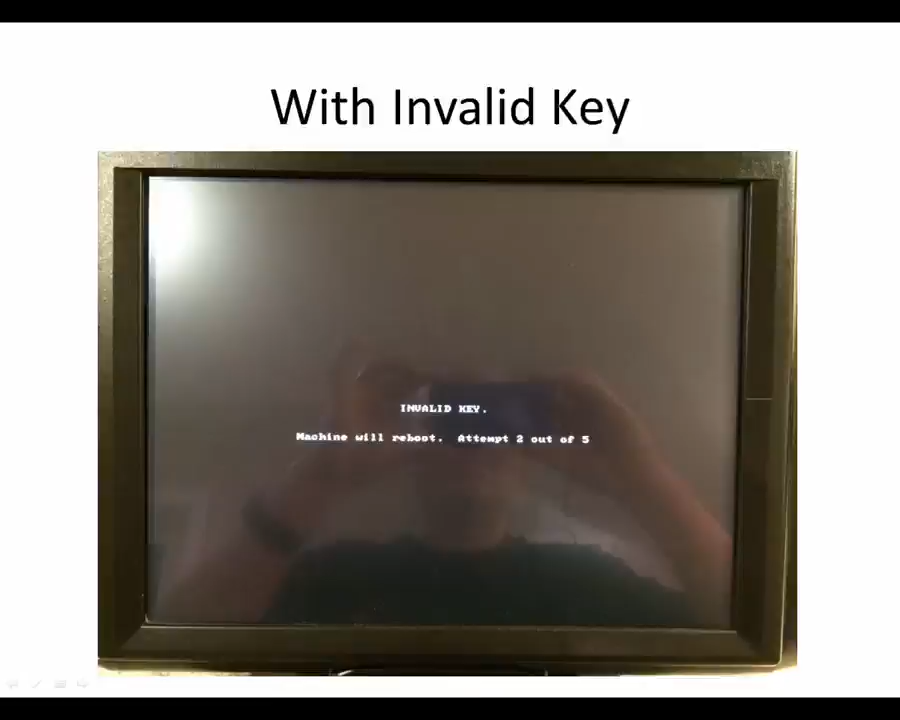 With Invalid Key
INVALID KEY.
Machine will reboot.  Attempt 2 out of 5